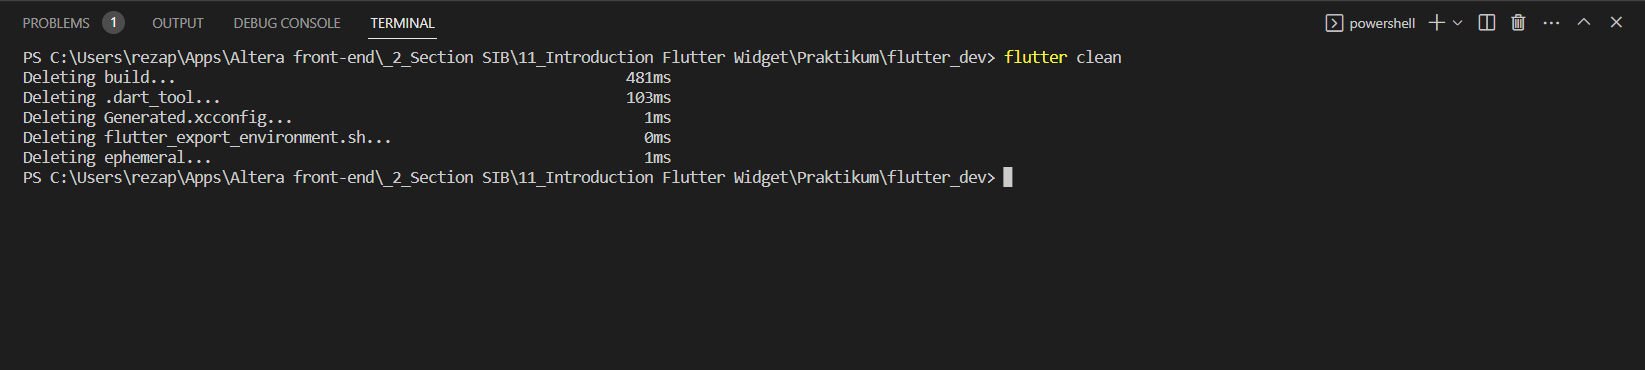 PROBLEMS 1 OUTPUT DEBUG CONSOLE TERMINAL powershell
PS C:\Users\rezap\Apps\Altera front-end\_2_Section SIB\11_Introduction Flutter Widget\Praktikum\flutter_dev> flutter clean
Deleting build... 481ms
Deleting .dart_tool... 103ms
Deleting Generated.xcconfig... 1ms
Deleting flutter_export_environment.sh... 0ms
Deleting ephemeral... 1ms
PS C:\Users\rezap\Apps\Altera front-end\_2_Section SIB\11_Introduction Flutter Widget\Praktikum\flutter_dev>